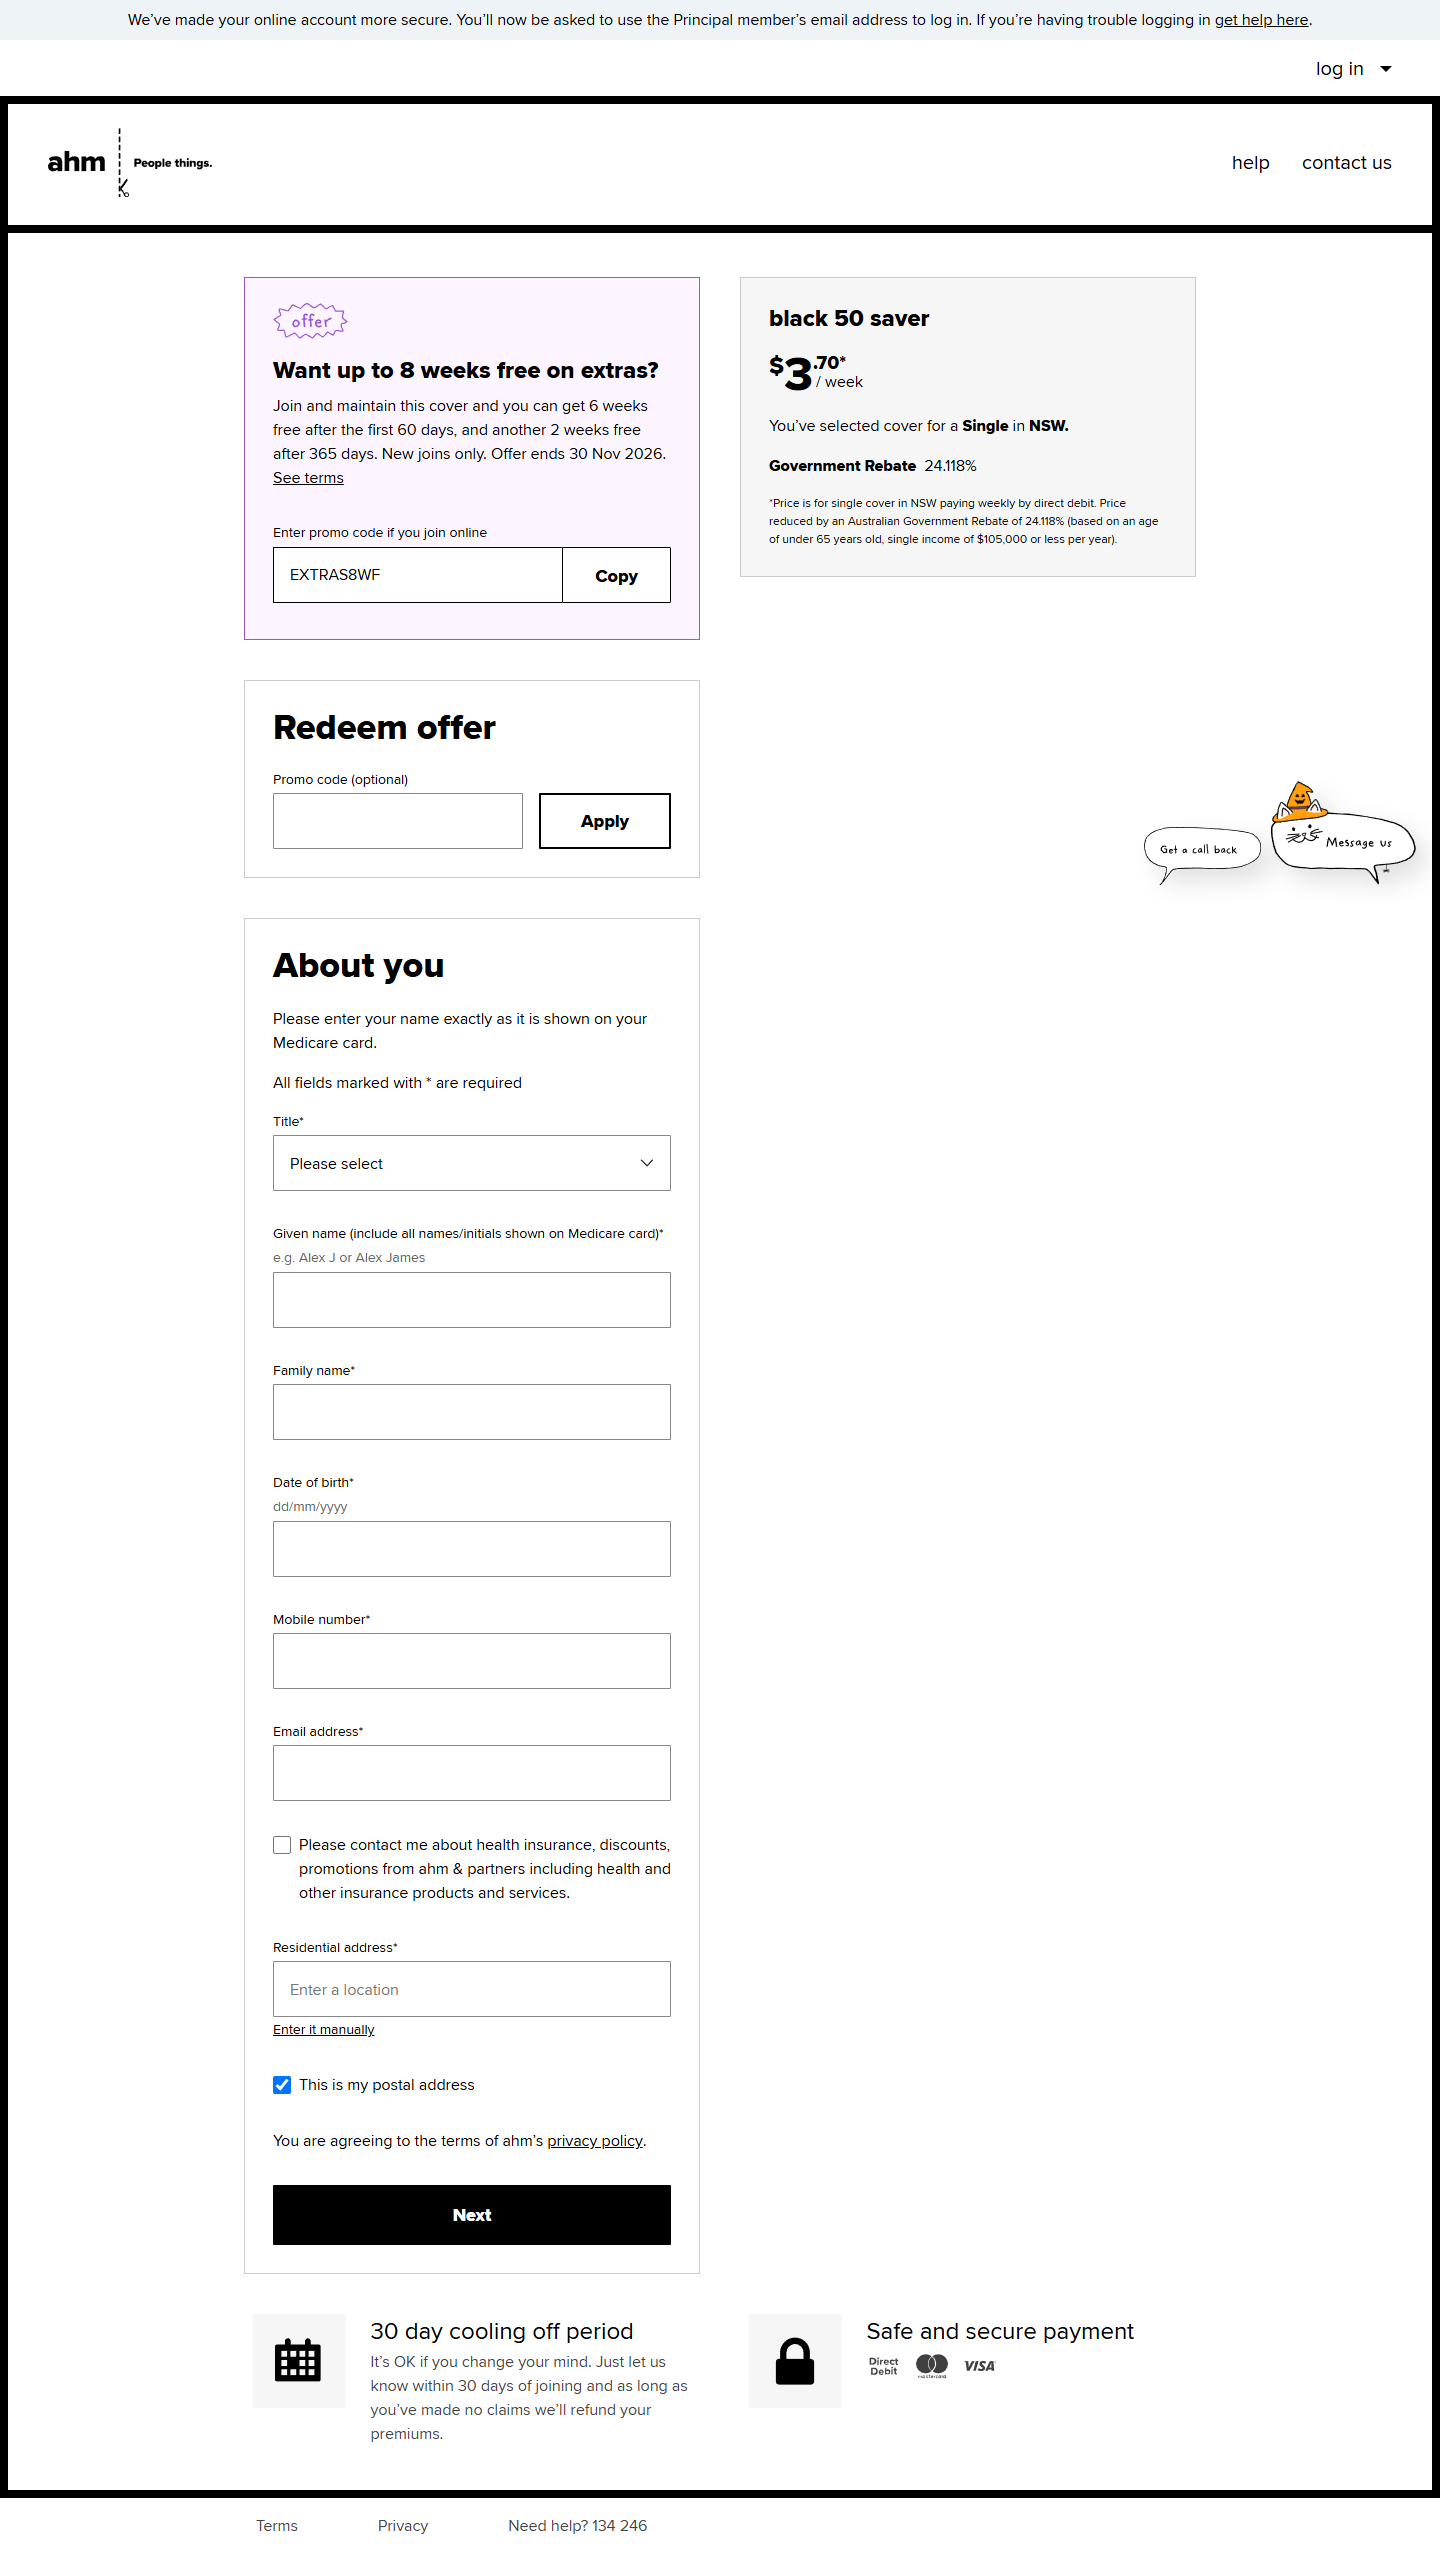 We've made your online account more secure. You'll now be asked to use the Principal member's email address to log in. If you're having trouble logging in get help here.
log in
ahm
People things.
help
contact us
offer
Want up to 8 weeks free on extras?
Join and maintain this cover and you can get 6 weeks
free after the first 60 days, and another 2 weeks free
after 365 days. New joins only. Offer ends 30 Nov 2026.
See terms
Enter promo code if you join online
EXTRAS8WF
Copy
black 50 saver
$3.70*
/ week
You've selected cover for a Single in NSW.
Government Rebate 24.118%
*Price is for single cover in NSW paying weekly by direct debit. Price
reduced by an Australian Government Rebate of 24.118% (based on an age
of under 65 years old, single income of $105,000 or less per year).
Redeem offer
Promo code (optional)
Apply
Get a call back
Message us
About you
Please enter your name exactly as it is shown on your
Medicare card.
All fields marked with * are required
Title*
Please select
Given name (include all names/initials shown on Medicare card)*
e.g. Alex J or Alex James
Family name*
Date of birth*
dd/mm/yyyy
Mobile number*
Email address*
Please contact me about health insurance, discounts,
promotions from ahm & partners including health and
other insurance products and services.
Residential address*
Enter a location
Enter it manually
This is my postal address
You are agreeing to the terms of ahm's privacy policy.
Next
30 day cooling off period
It's OK if you change your mind. Just let us
know within 30 days of joining and as long as
you've made no claims we'll refund your
premiums.
Safe and secure payment
Direct
Debit
mastercard
VISA
Terms
Privacy
Need help? 134 246